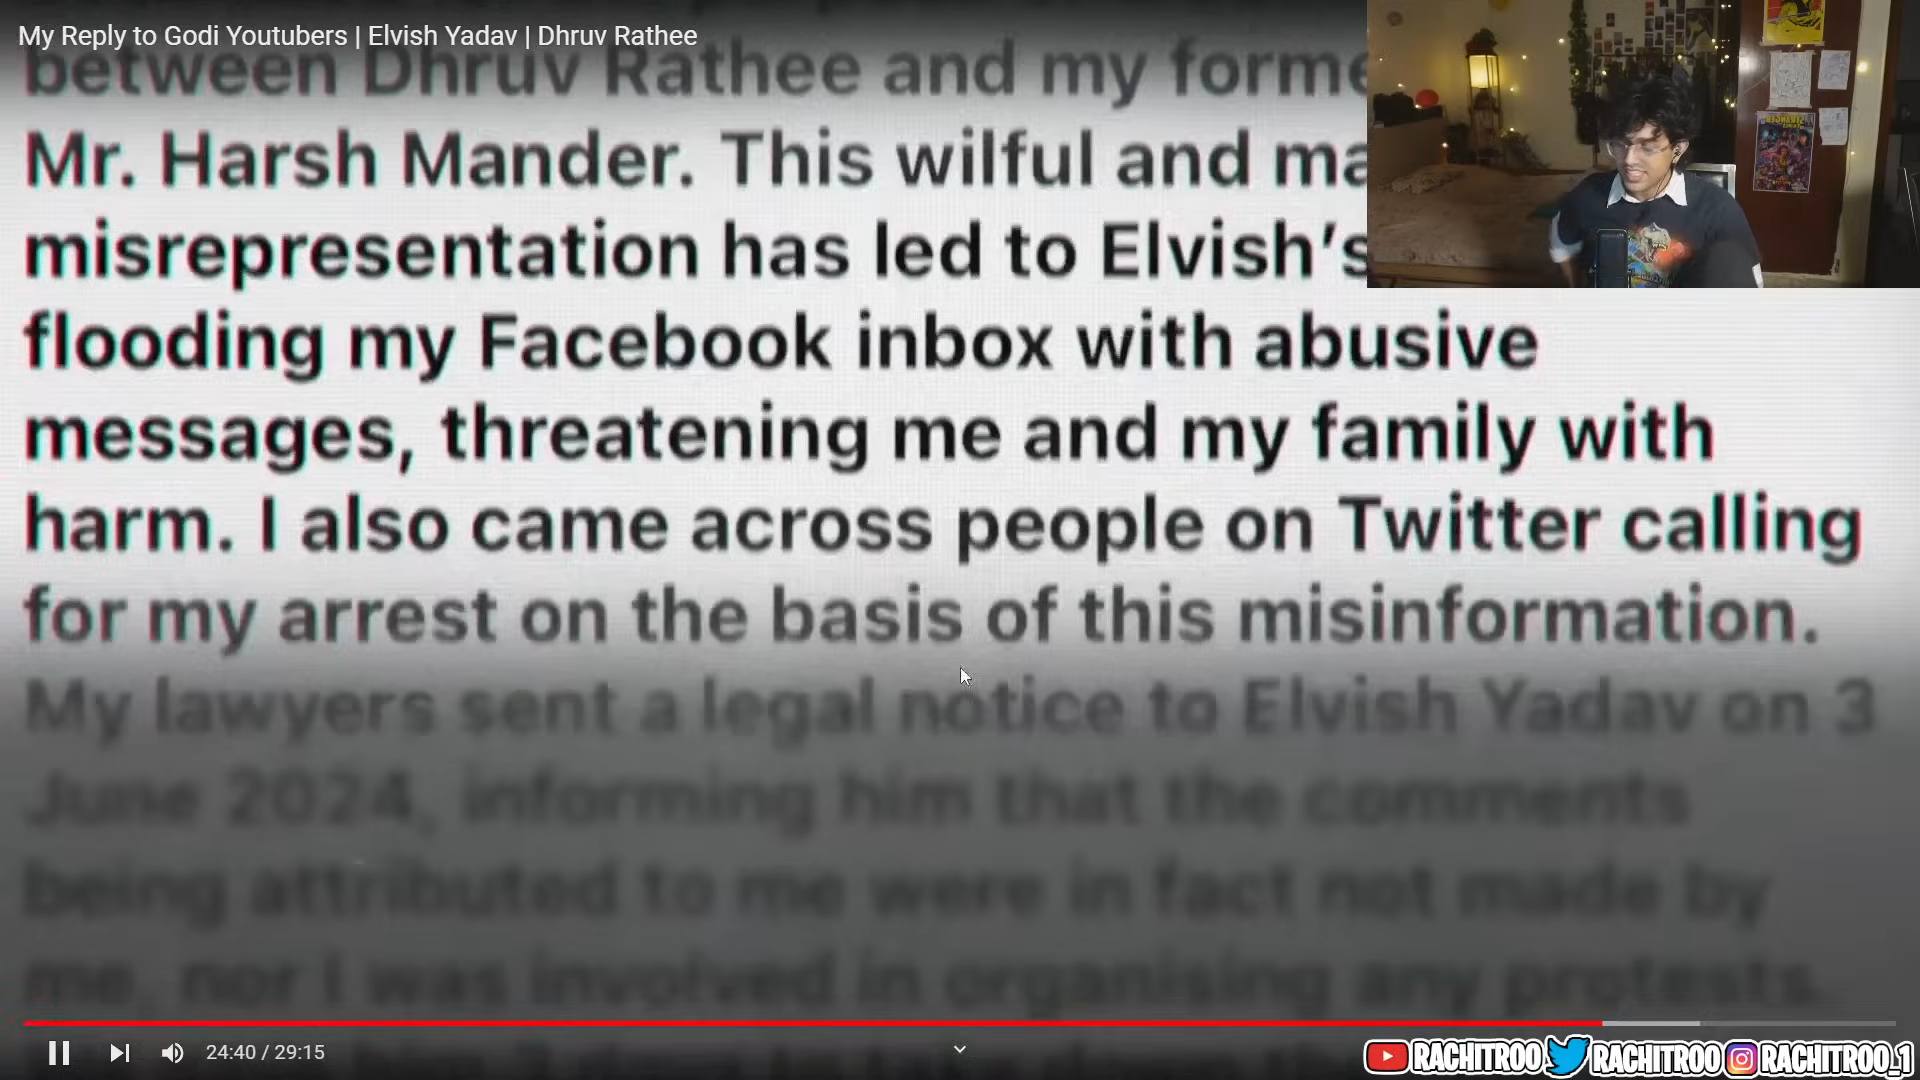 My Reply to Godi Youtubers | Elvish Yadav | Dhruv Rathee
between Dhruv Rathee and my forme
Mr. Harsh Mander. This wilful and ma
misrepresentation has led to Elvish's
flooding my Facebook inbox with abusive
messages, threatening me and my family with
harm. I also came across people on Twitter calling
for my arrest on the basis of this misinformation.
My lawyers sent a legal notice to Elvish Yadav on 3
June 2024, informing him that the comments
being attributed to me were in fact not made by
me, nor I was involved in organising any protests.
24:40 / 29:15
RACHITROO RACHITROO RACHITROO_1